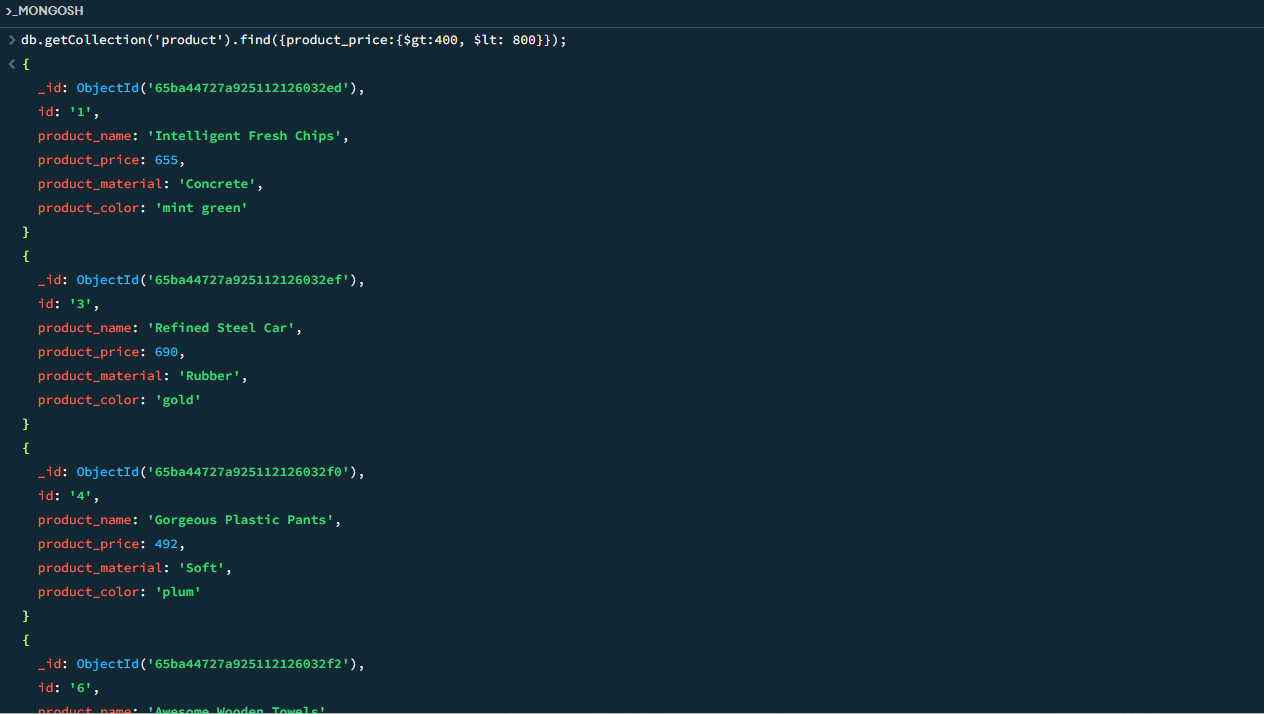 >_MONGOSH
> db.getCollection('product').find({product_price:{$gt:400, $lt: 800}});
< {
_id: ObjectId('65ba44727a925112126032ed'),
id: '1',
product_name: 'Intelligent Fresh Chips',
product_price: 655,
product_material: 'Concrete',
product_color: 'mint green'
}
{
_id: ObjectId('65ba44727a925112126032ef'),
id: '3',
product_name: 'Refined Steel Car',
product_price: 690,
product_material: 'Rubber',
product_color: 'gold'
}
{
_id: ObjectId('65ba44727a925112126032f0'),
id: '4',
product_name: 'Gorgeous Plastic Pants',
product_price: 492,
product_material: 'Soft',
product_color: 'plum'
}
{
_id: ObjectId('65ba44727a925112126032f2'),
id: '6',
product_name: 'Awesome Wooden Towels',